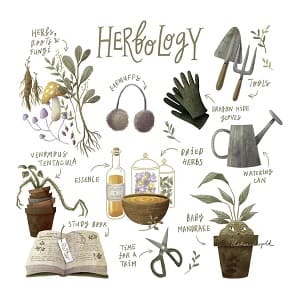 HERBOLOGY
HERBS,
ROOTS &
FUNGI
EARMUFFS
TOOLS
DRAGON HIDE
GLOVES
VENOMOUS
TENTACULA
ESSENCE
DRIED
HERBS
WATERING
CAN
STUDY BOOK
TIME FOR
A TRIM
BABY
MANDRAKE